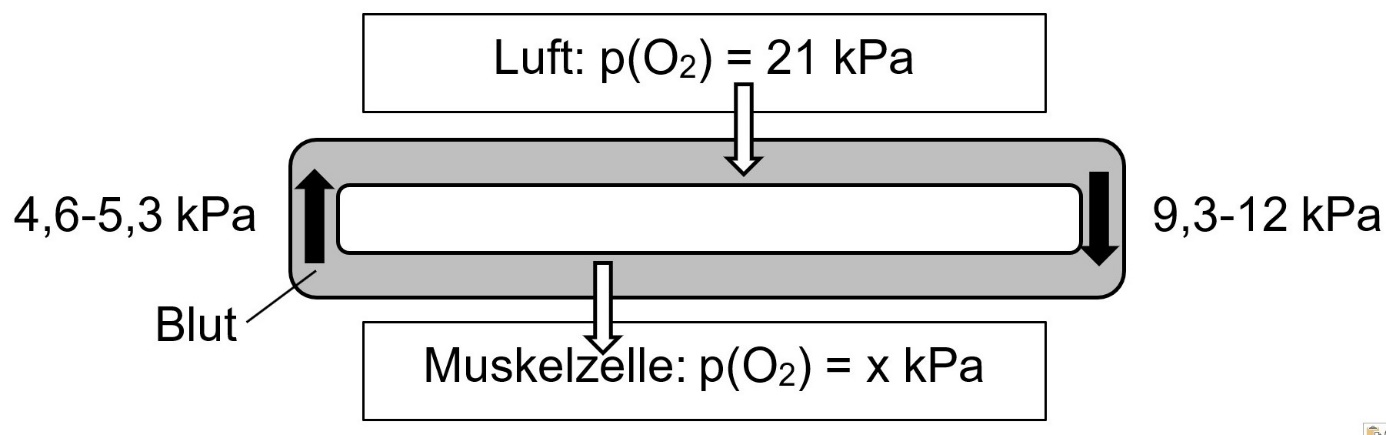 Luft: p(O₂) = 21 kPa
4,6-5,3 kPa
9,3-12 kPa
Blut
Muskelzelle: p(O₂) = x kPa